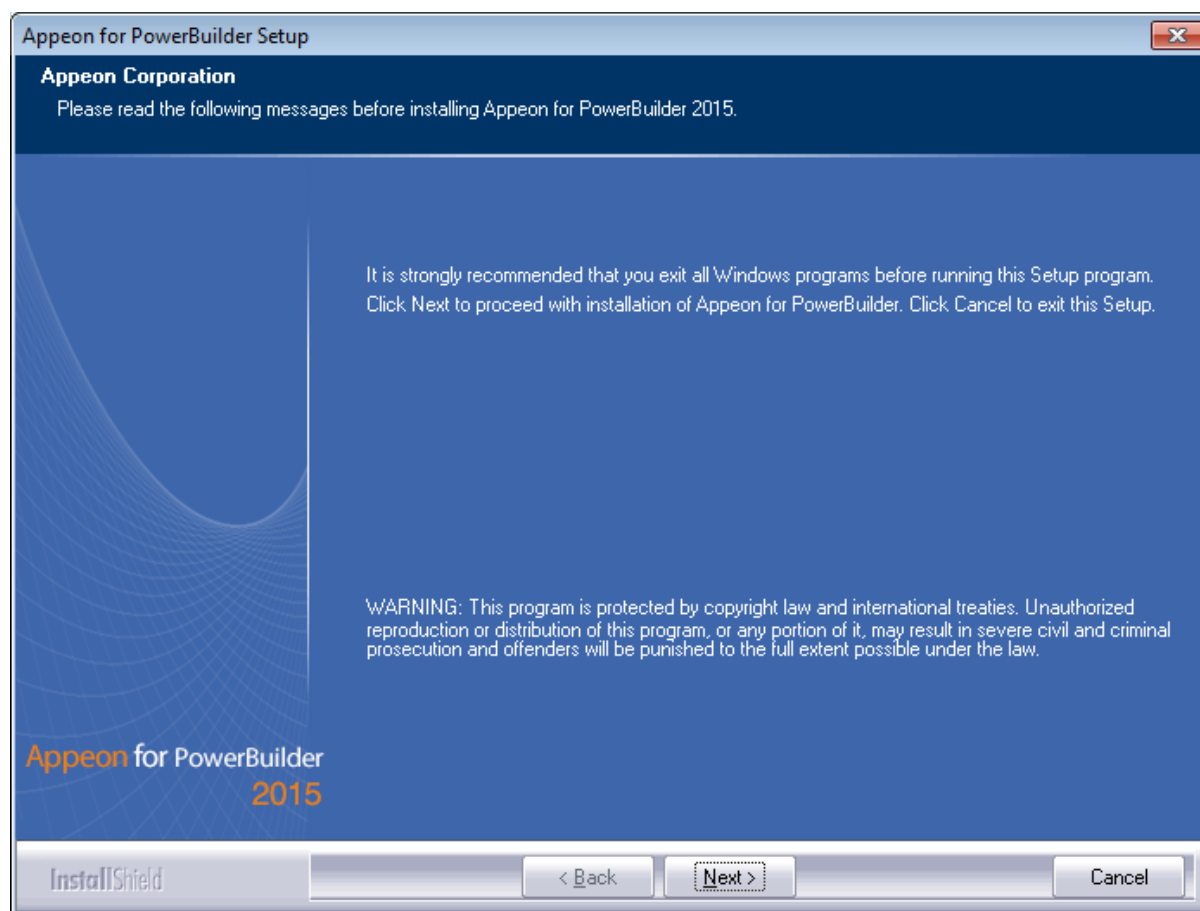 Appeon for PowerBuilder Setup
Appeon Corporation
Please read the following messages before installing Appeon for PowerBuilder 2015.
It is strongly recommended that you exit all Windows programs before running this Setup program.
Click Next to proceed with installation of Appeon for PowerBuilder. Click Cancel to exit this Setup.
WARNING: This program is protected by copyright law and international treaties. Unauthorized
reproduction or distribution of this program, or any portion of it, may result in severe civil and criminal
prosecution and offenders will be punished to the full extent possible under the law.
Appeon for PowerBuilder
2015
InstallShield
< Back
Next >
Cancel